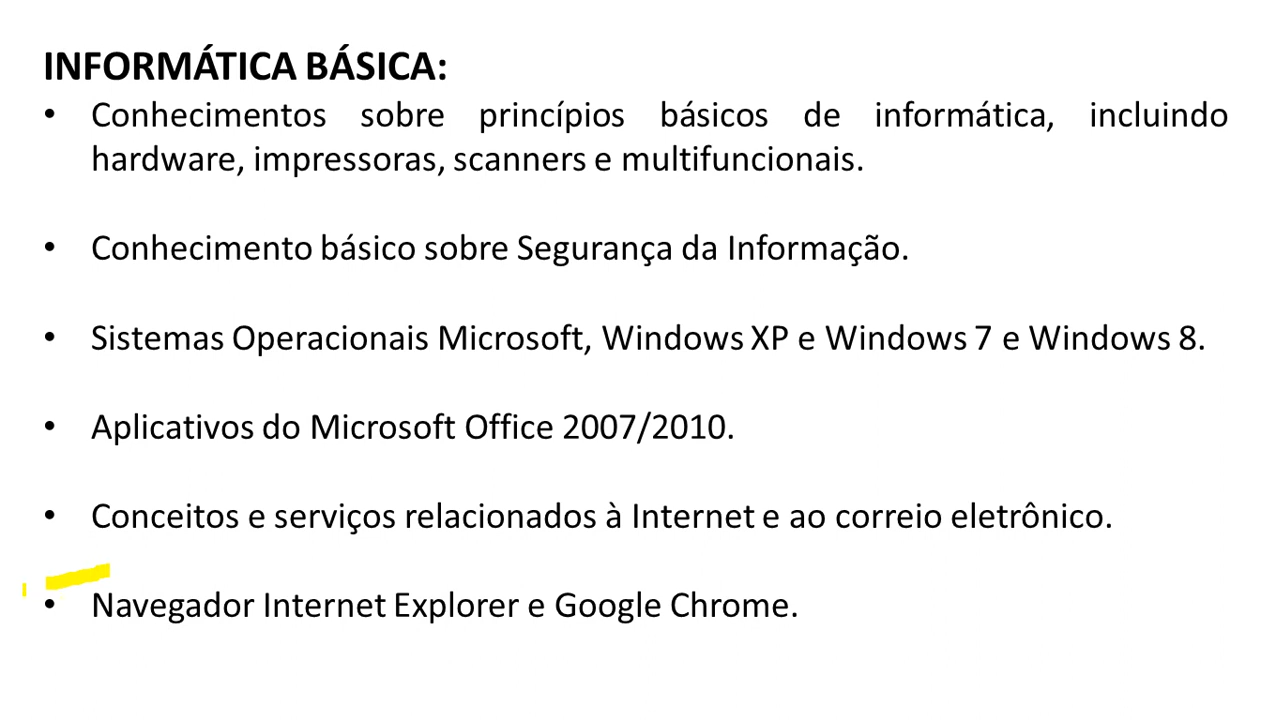 INFORMÁTICA BÁSICA:
• Conhecimentos sobre princípios básicos de informática, incluindo
hardware, impressoras, scanners e multifuncionais.
• Conhecimento básico sobre Segurança da Informação.
• Sistemas Operacionais Microsoft, Windows XP e Windows 7 e Windows 8.
• Aplicativos do Microsoft Office 2007/2010.
• Conceitos e serviços relacionados à Internet e ao correio eletrônico.
• Navegador Internet Explorer e Google Chrome.